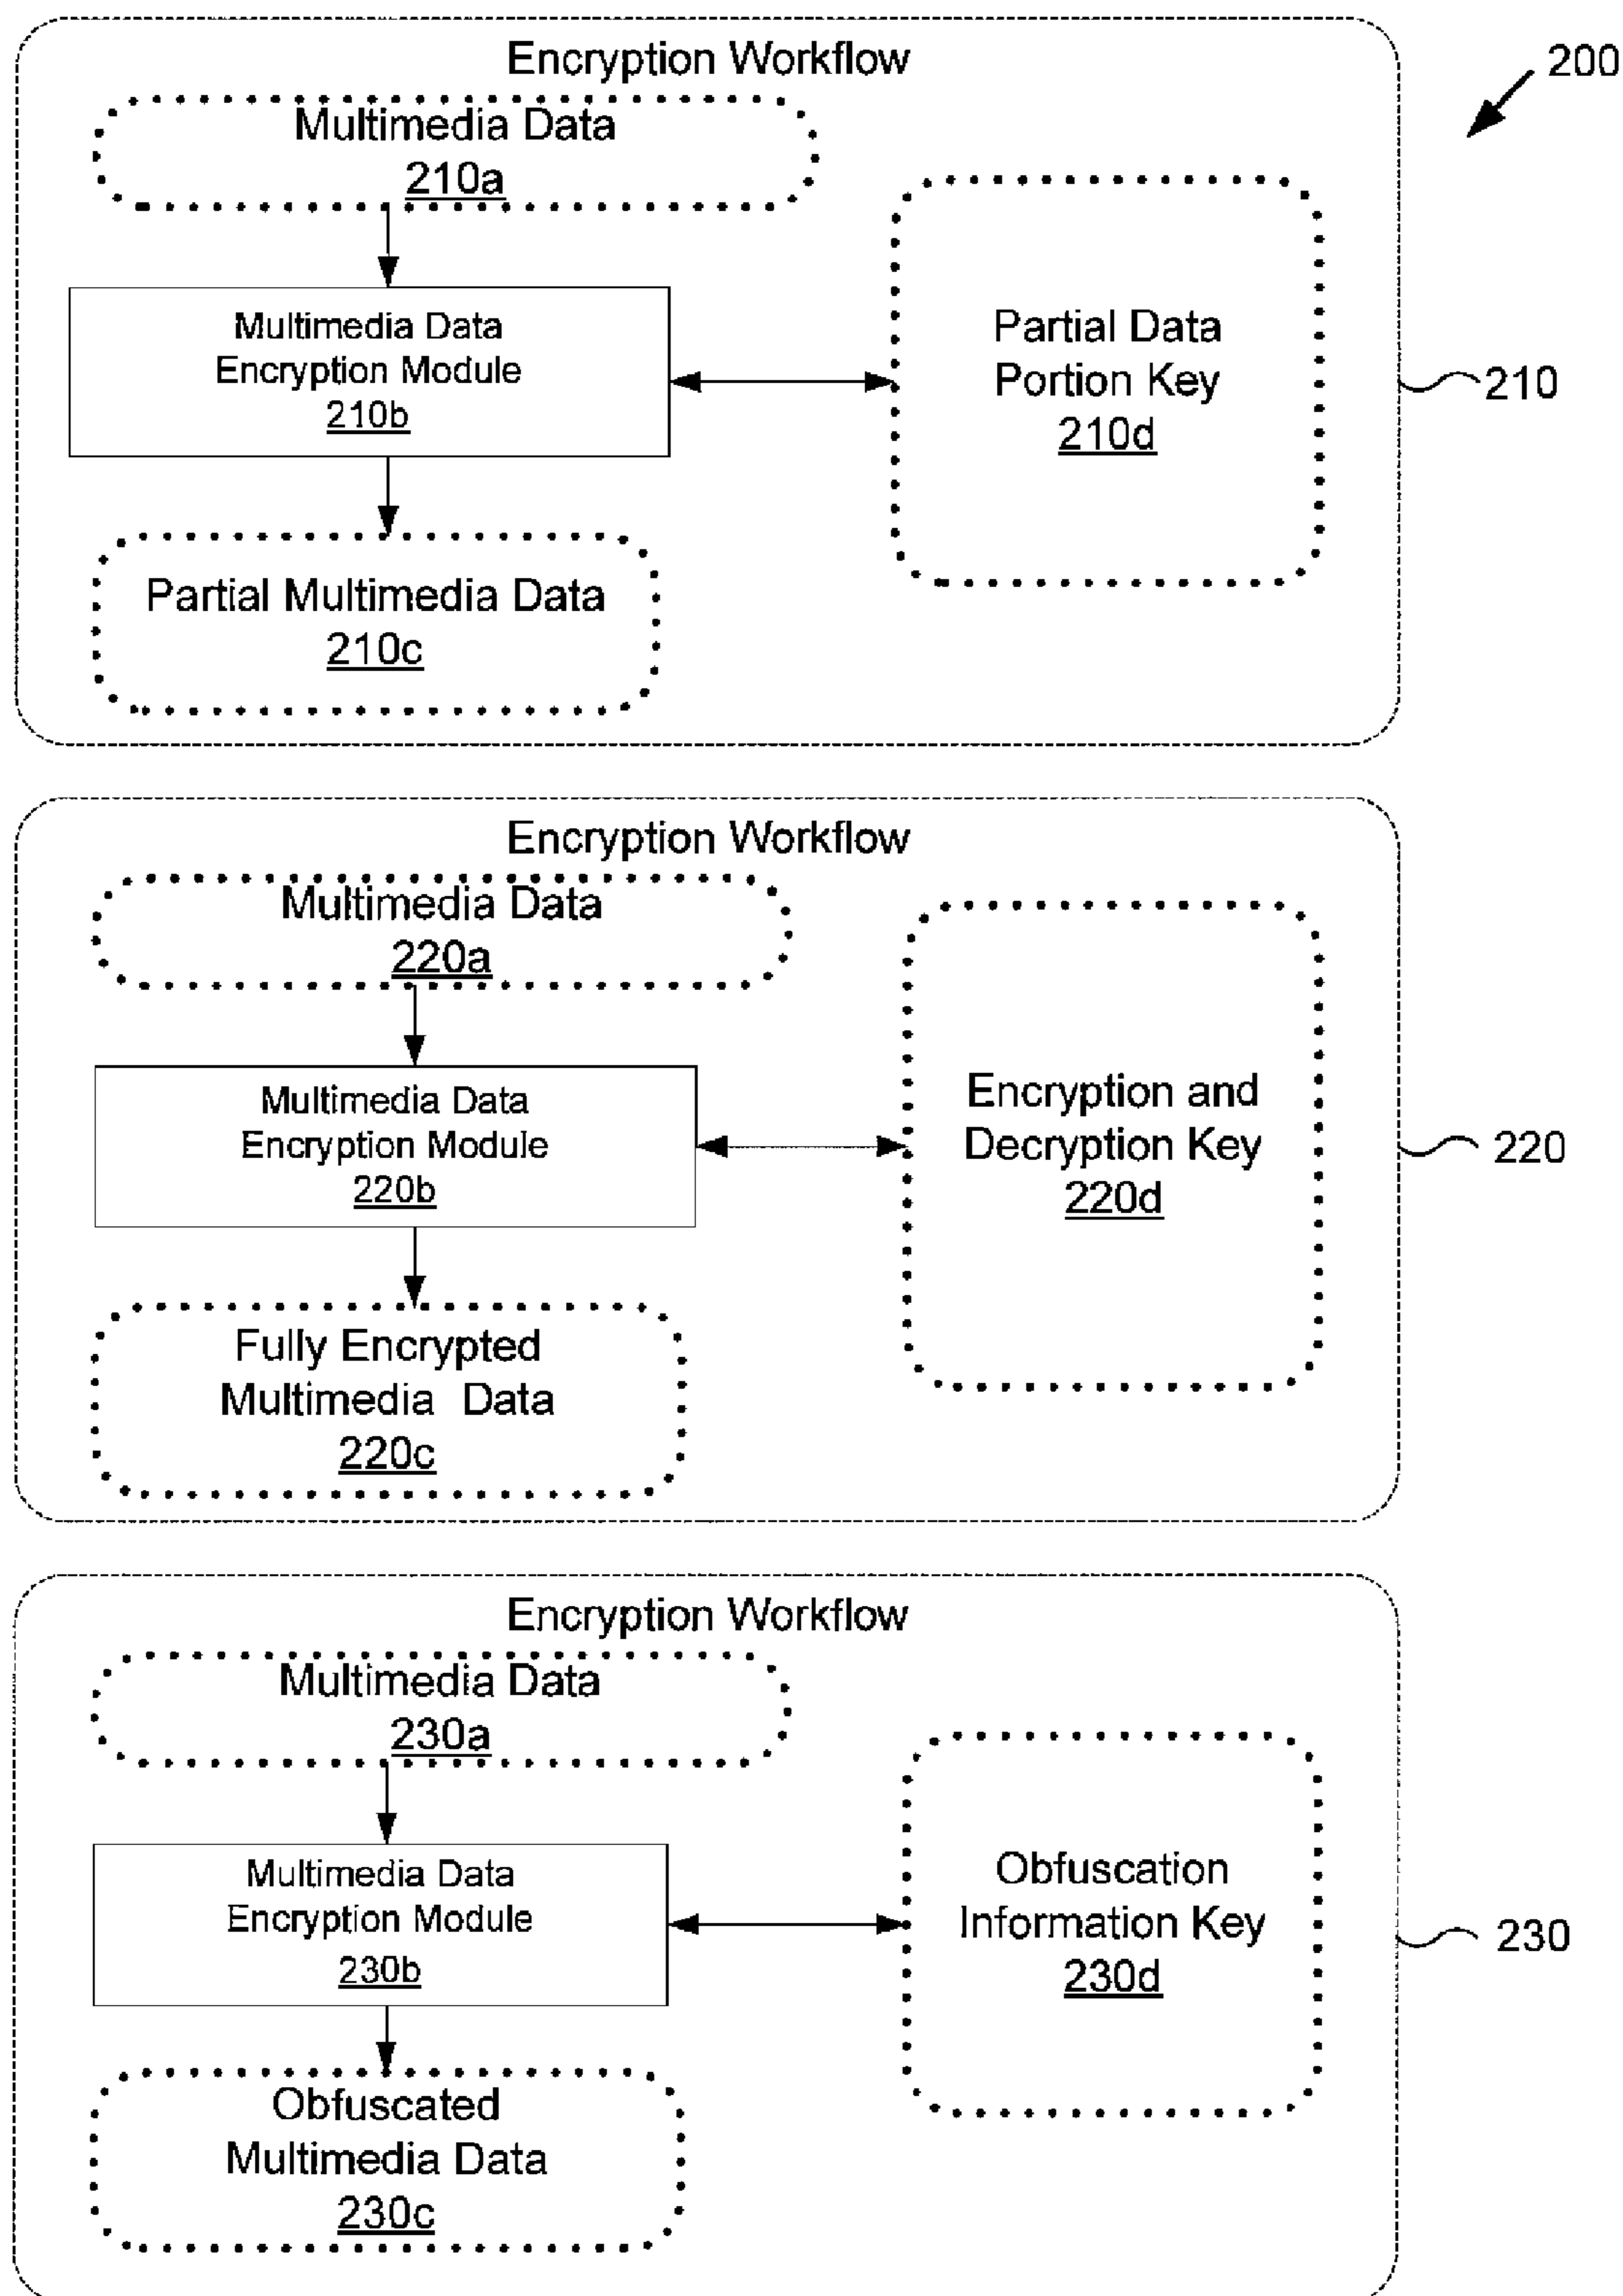 Encryption Workflow
200
Multimedia Data
210a
Multimedia Data
Encryption Module
210b
Partial Data
Portion Key
210d
210
Partial Multimedia Data
210c
Encryption Workflow
Multimedia Data
220a
Multimedia Data
Encryption Module
220b
Encryption and
Decryption Key
220d
220
Fully Encrypted
Multimedia Data
220c
Encryption Workflow
Multimedia Data
230a
Multimedia Data
Encryption Module
230b
Obfuscation
Information Key
230d
230
Obfuscated
Multimedia Data
230c